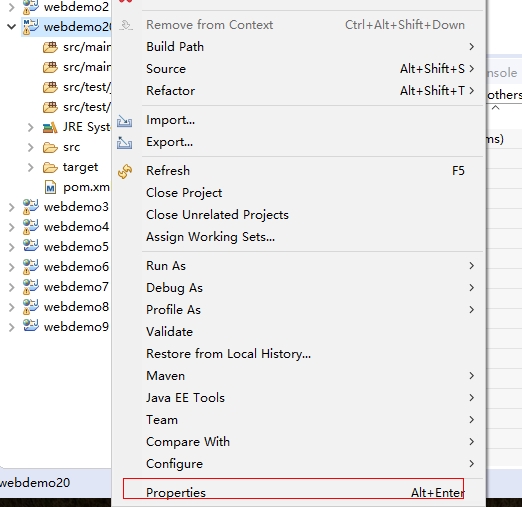 webdemo2
webdemo20
src/main
src/main
src/test/
src/test/
JRE Syst
src
target
pom.xm
webdemo3
webdemo4
webdemo5
webdemo6
webdemo7
webdemo8
webdemo9
webdemo20
Remove from Context Ctrl+Alt+Shift+Down
Build Path
Source Alt+Shift+S
Refactor Alt+Shift+T
Import...
Export...
Refresh F5
Close Project
Close Unrelated Projects
Assign Working Sets...
Run As
Debug As
Profile As
Validate
Restore from Local History...
Maven
Java EE Tools
Team
Compare With
Configure
Properties Alt+Enter
nsole
others
ms)